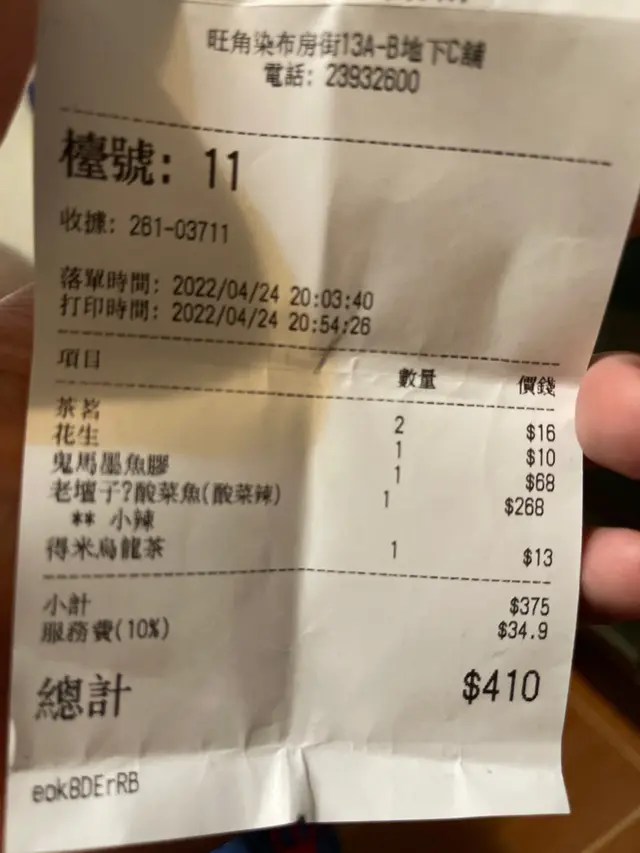 旺角染布房街13A-B地下C舖
電話: 23932600
檯號: 11
收據: 261-03711
落單時間: 2022/04/24 20:03:40
打印時間: 2022/04/24 20:54:26
項目 數量 價錢
茶茗 2 $16
花生 1 $10
鬼馬墨魚膠 1 $68
老壇子?酸菜魚(酸菜辣) 1 $268
** 小辣
得米烏龍茶 1 $13
小計 $375
服務費(10%) $34.9
總計 $410
eokBDErRB